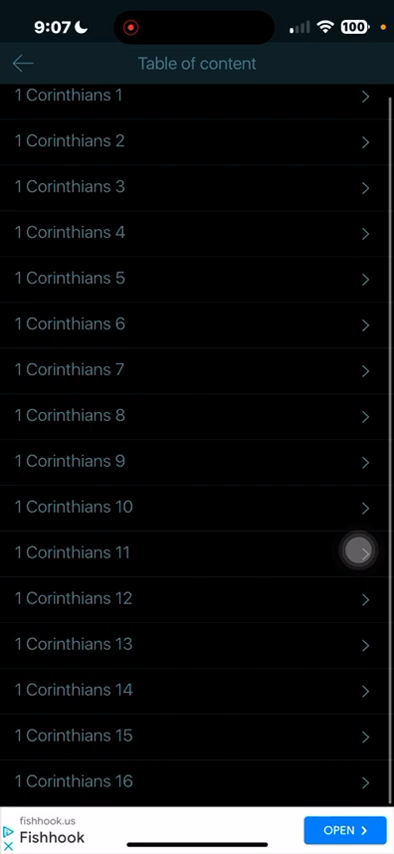 9:07
100
Table of content
1 Corinthians 1
1 Corinthians 2
1 Corinthians 3
1 Corinthians 4
1 Corinthians 5
1 Corinthians 6
1 Corinthians 7
1 Corinthians 8
1 Corinthians 9
1 Corinthians 10
1 Corinthians 11
1 Corinthians 12
1 Corinthians 13
1 Corinthians 14
1 Corinthians 15
1 Corinthians 16
fishhook.us
Fishhook
OPEN